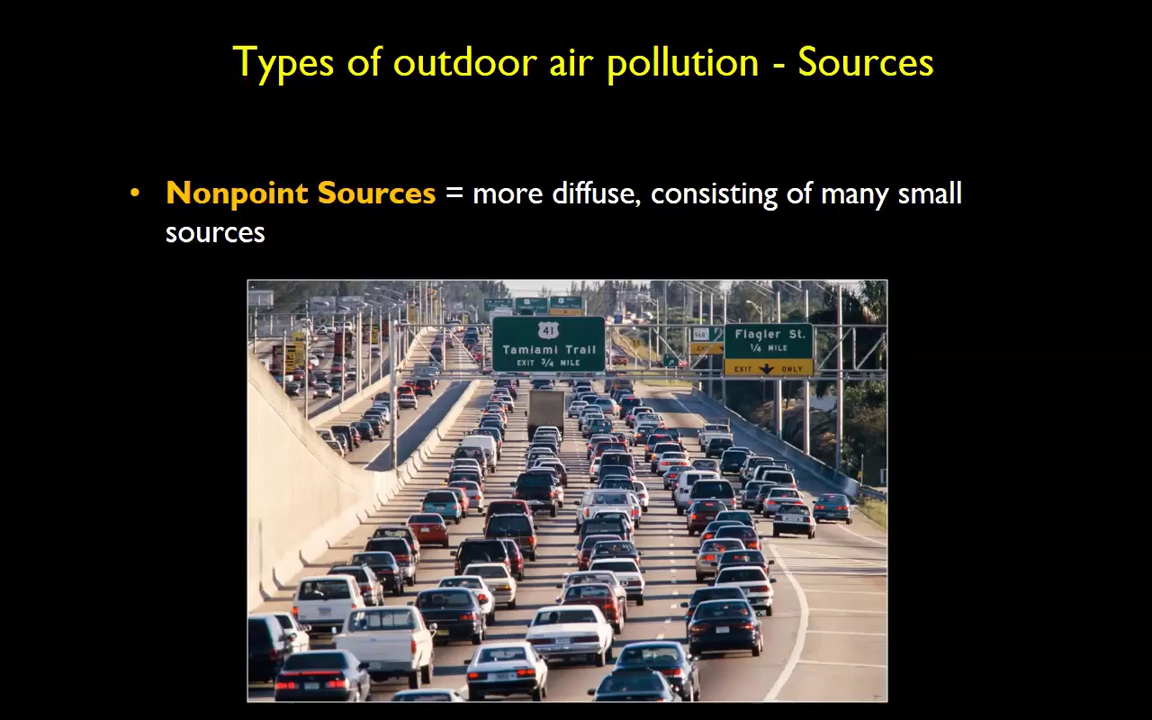 Types of outdoor air pollution - Sources
• Nonpoint Sources = more diffuse, consisting of many small
sources
41
Tamiami Trail
EXIT 3/4 MILE
Flagler St.
1/4 MILE
EXIT ONLY